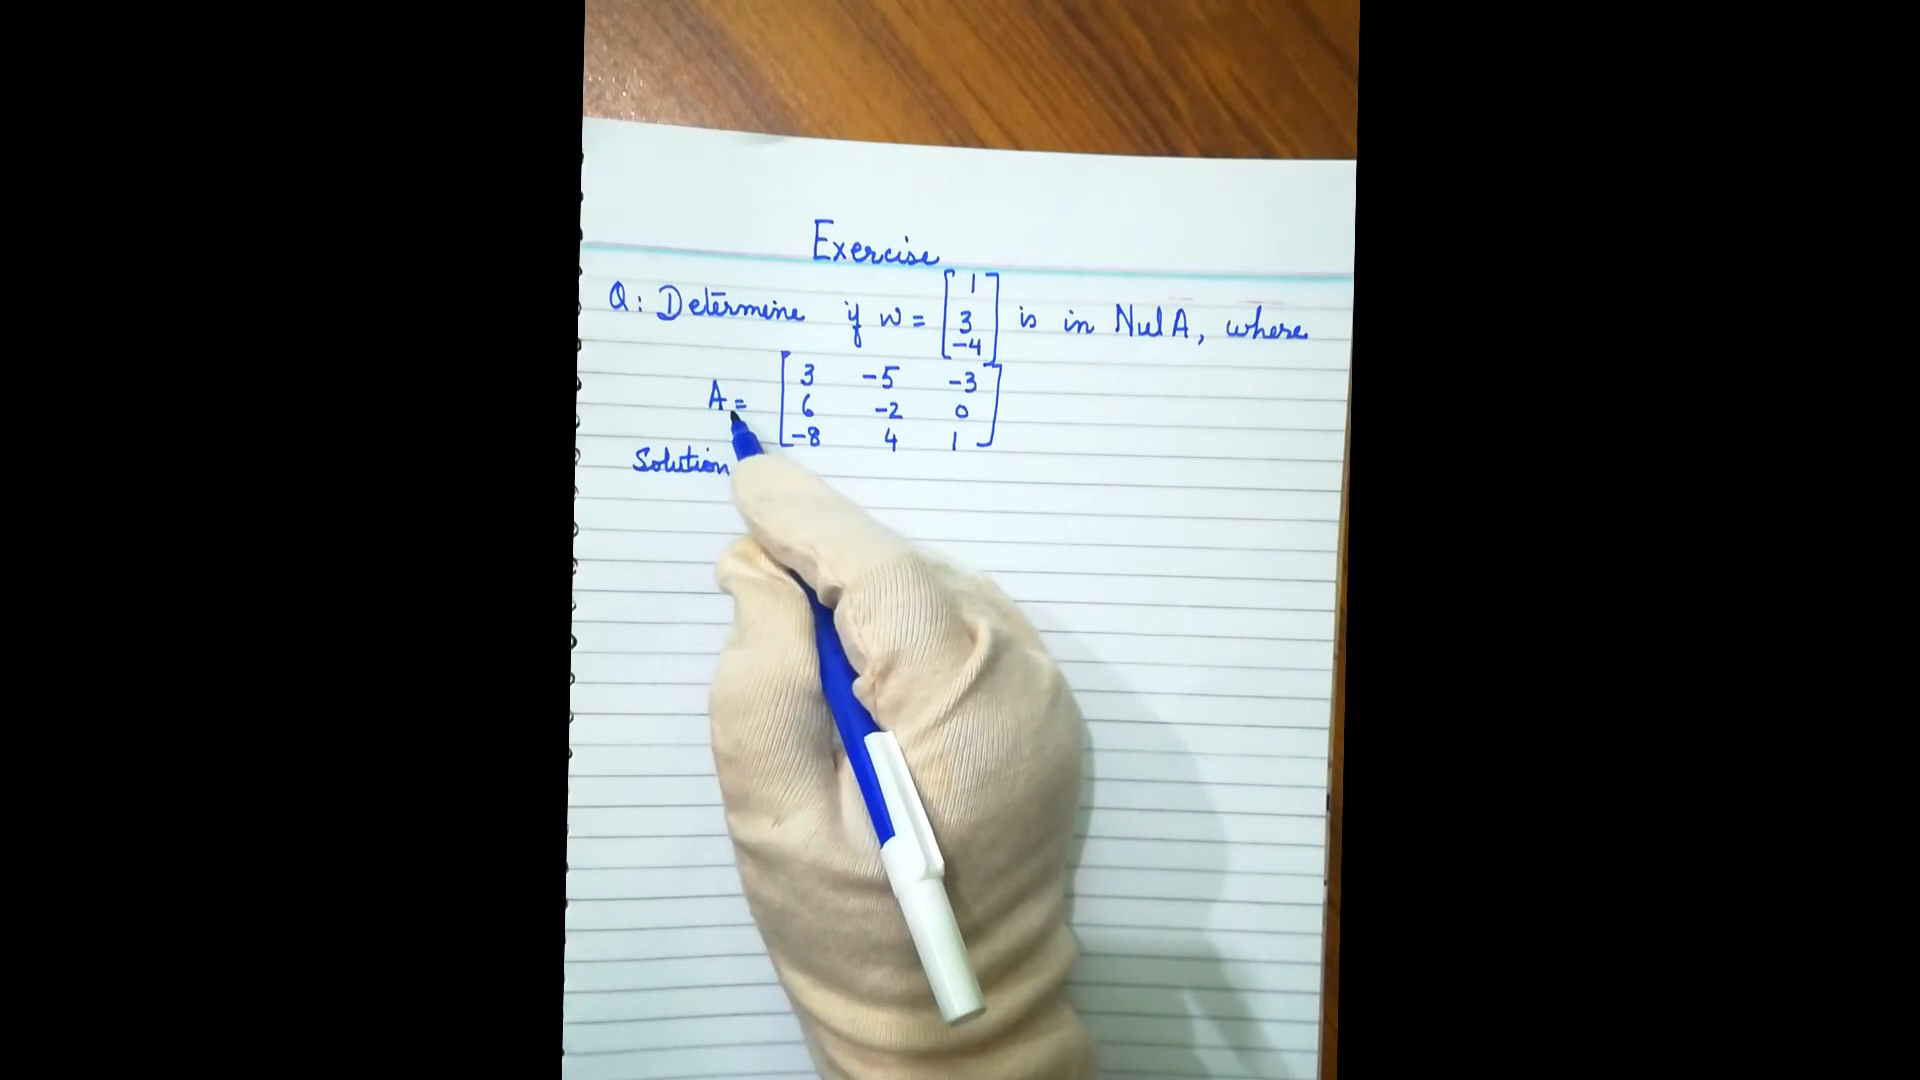 Exercise
Q: Determine if w = [1 3 -4] is in Nul A, where
A = [3 -5 -3
6 -2 0
-8 4 1]
Solution